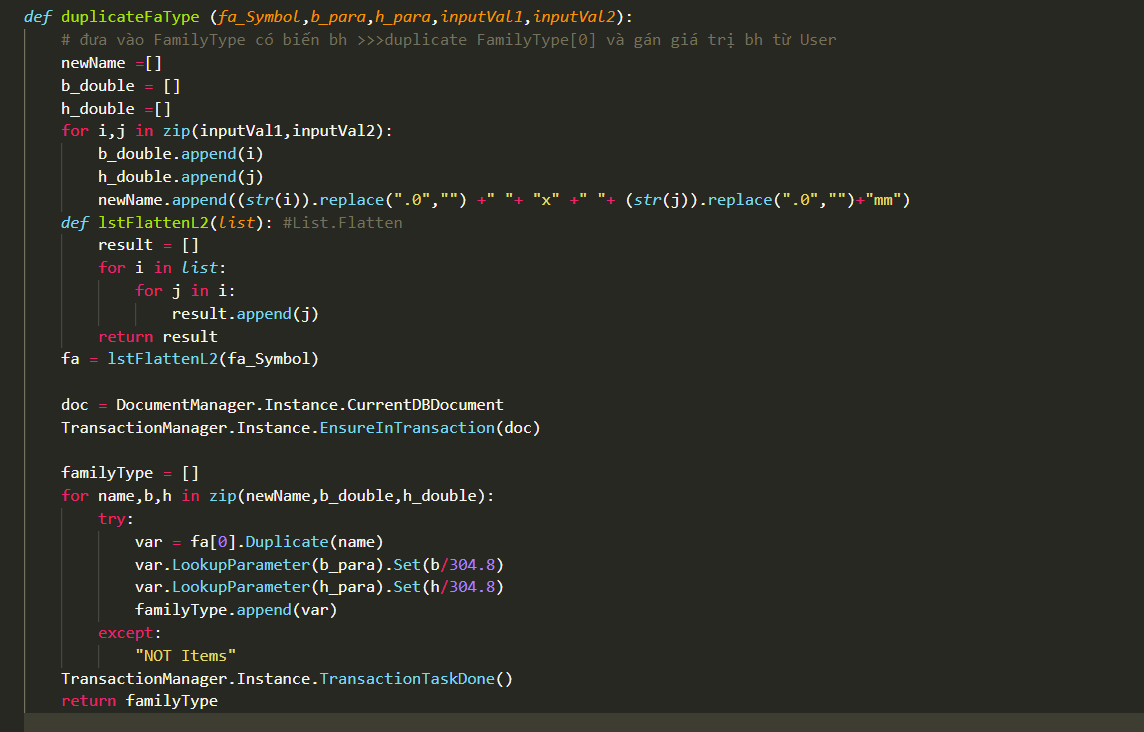 def duplicateFaType (fa_Symbol,b_para,h_para,inputVal1,inputVal2):
    # đưa vào FamilyType có biến bh >>>duplicate FamilyType[0] và gán giá trị bh từ User
    newName =[]
    b_double = []
    h_double =[]
    for i,j in zip(inputVal1,inputVal2):
        b_double.append(i)
        h_double.append(j)
        newName.append((str(i)).replace(".0","") +" "+ "x" +" "+ (str(j)).replace(".0","")+"mm")
    def lstFlattenL2(list): #List.Flatten
        result = []
        for i in list:
            for j in i:
                result.append(j)
        return result
    fa = lstFlattenL2(fa_Symbol)

    doc = DocumentManager.Instance.CurrentDBDocument
    TransactionManager.Instance.EnsureInTransaction(doc)

    familyType = []
    for name,b,h in zip(newName,b_double,h_double):
        try:
            var = fa[0].Duplicate(name)
            var.LookupParameter(b_para).Set(b/304.8)
            var.LookupParameter(h_para).Set(h/304.8)
            familyType.append(var)
        except:
            "NOT Items"
    TransactionManager.Instance.TransactionTaskDone()
    return familyType